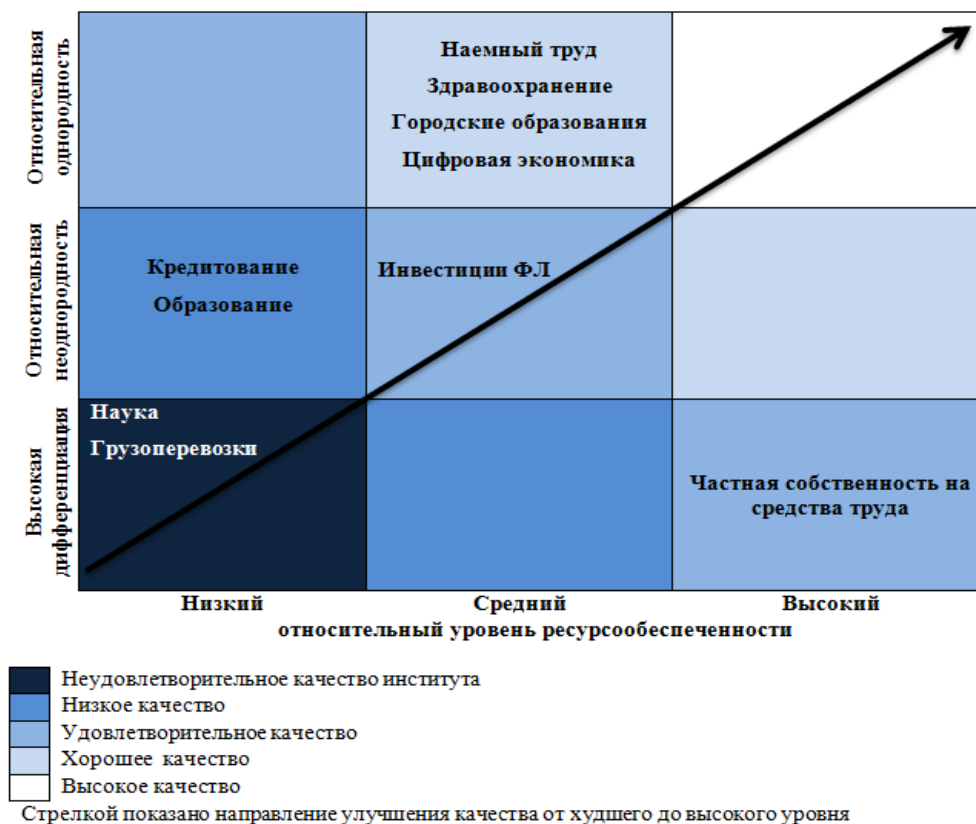 Относительная
однородность
Наемный труд
Здравоохранение
Городские образования
Цифровая экономика
Относительная
неоднородность
Кредитование
Образование
Инвестиции ФЛ
Высокая
дифференциация
Наука
Грузоперевозки
Частная собственность на
средства труда
Низкий
Средний
Высокий
относительный уровень ресурсообеспеченности
Неудовлетворительное качество института
Низкое качество
Удовлетворительное качество
Хорошее качество
Высокое качество
Стрелкой показано направление улучшения качества от худшего до высокого уровня